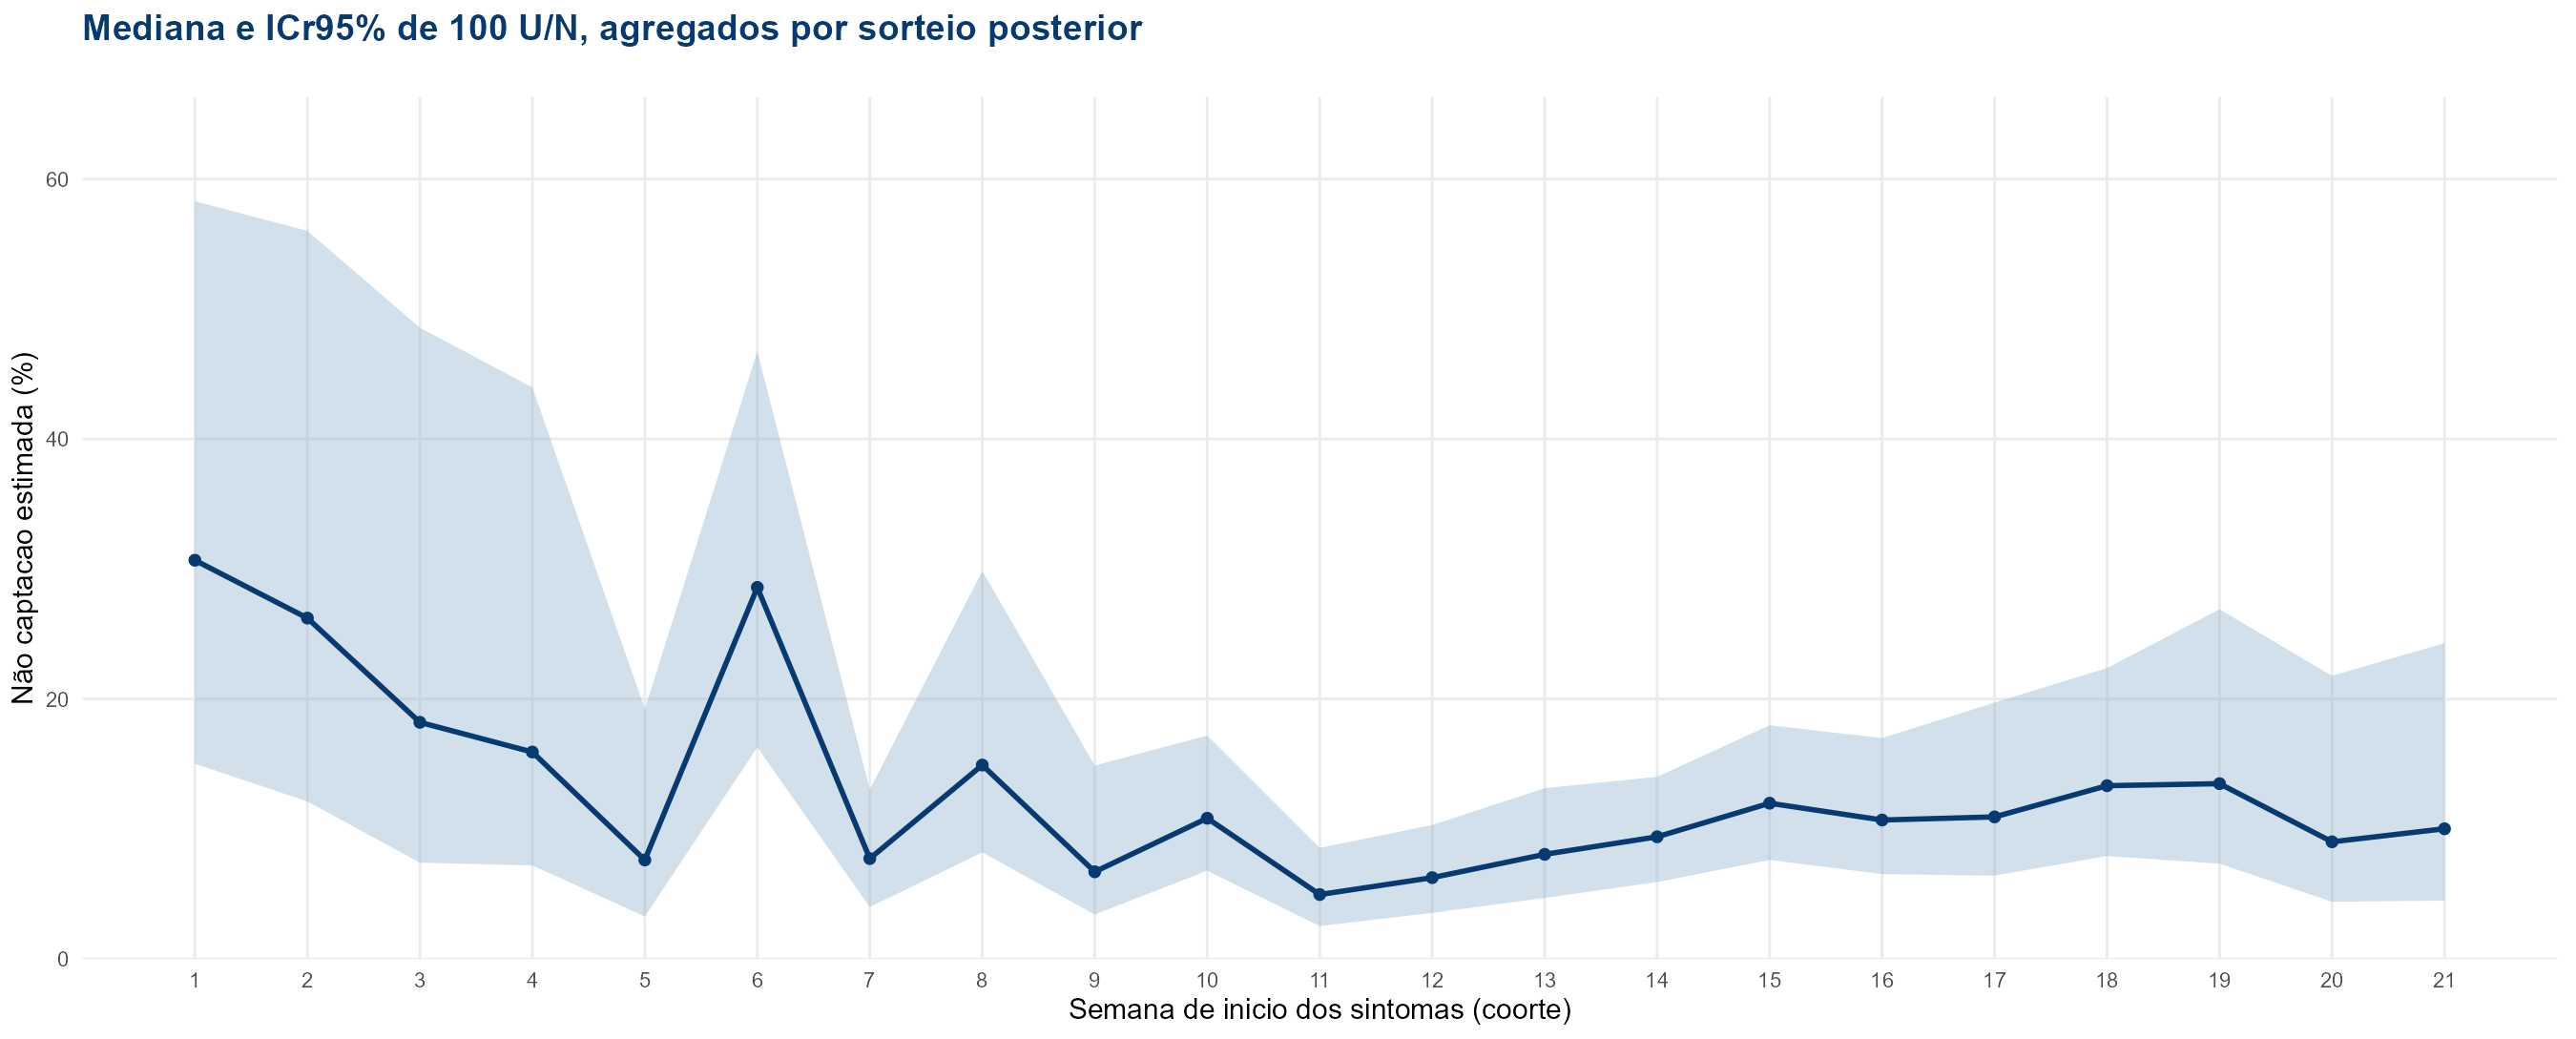 Mediana e ICr95% de 100 U/N, agregados por sorteio posterior
Não captacao estimada (%)
60
40
20
0
1 2 3 4 5 6 7 8 9 10 11 12 13 14 15 16 17 18 19 20 21
Semana de inicio dos sintomas (coorte)